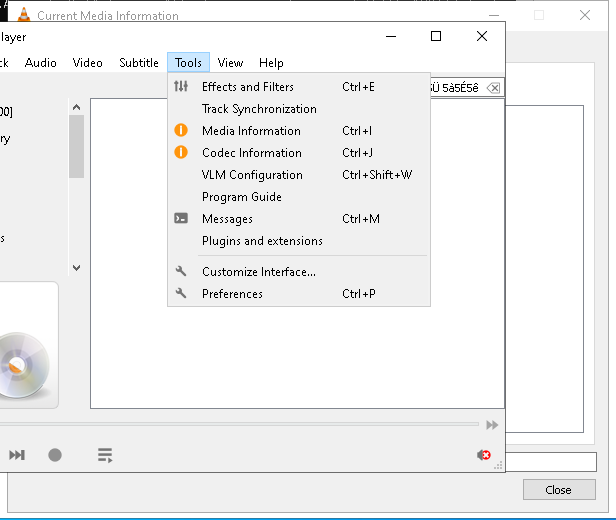 Current Media Information
layer
ck Audio Video Subtitle Tools View Help
Effects and Filters Ctrl+E
5à5É5ê
00]
Track Synchronization
Media Information Ctrl+I
ry
Codec Information Ctrl+J
VLM Configuration Ctrl+Shift+W
Program Guide
Messages Ctrl+M
s
Plugins and extensions
Customize Interface...
Preferences Ctrl+P
Close